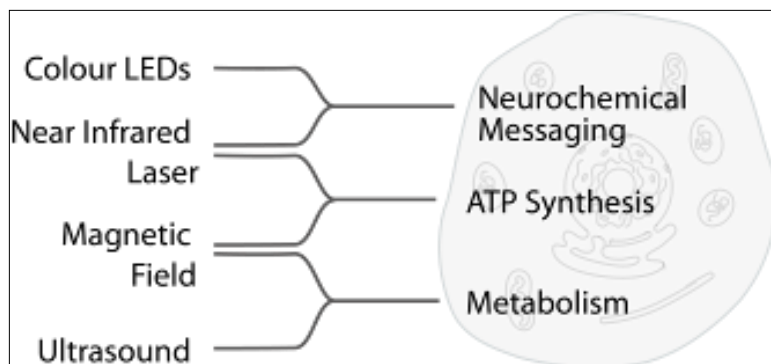 Colour LEDs
Near Infrared
Laser
Magnetic
Field
Ultrasound
Neurochemical
Messaging
ATP Synthesis
Metabolism